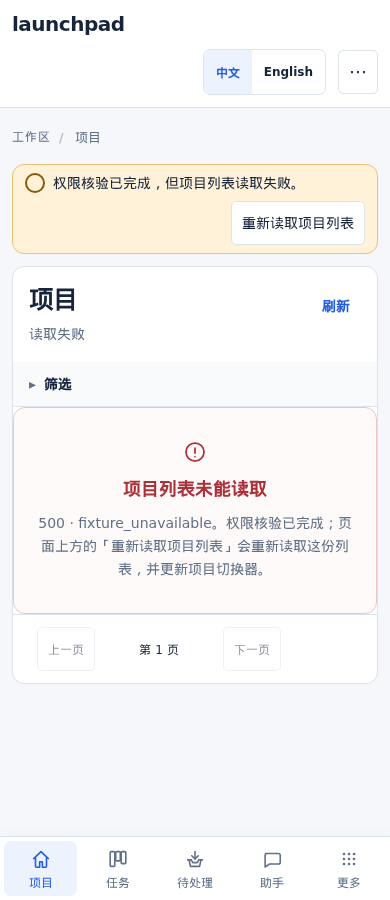 launchpad
中文 English ···
工作区 / 项目
权限核验已完成，但项目列表读取失败。
重新读取项目列表
项目
刷新
读取失败
▸ 筛选
项目列表未能读取
500 · fixture_unavailable。权限核验已完成；页
面上方的「重新读取项目列表」会重新读取这份列
表，并更新项目切换器。
上一页 第 1 页 下一页
项目 任务 待处理 助手 更多